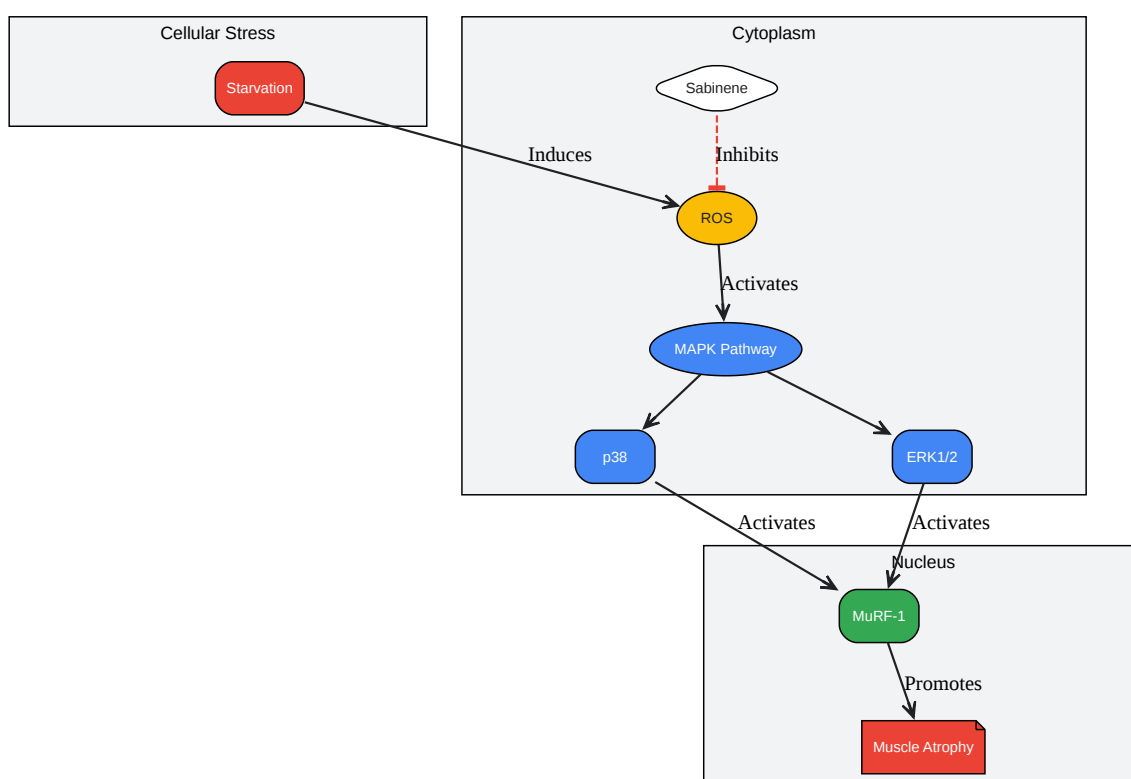 Cellular Stress
Cytoplasm
Starvation
Sabinene
Induces
Inhibits
ROS
Activates
MAPK Pathway
p38
ERK1/2
Activates
Activates
Nucleus
MuRF-1
Promotes
Muscle Atrophy